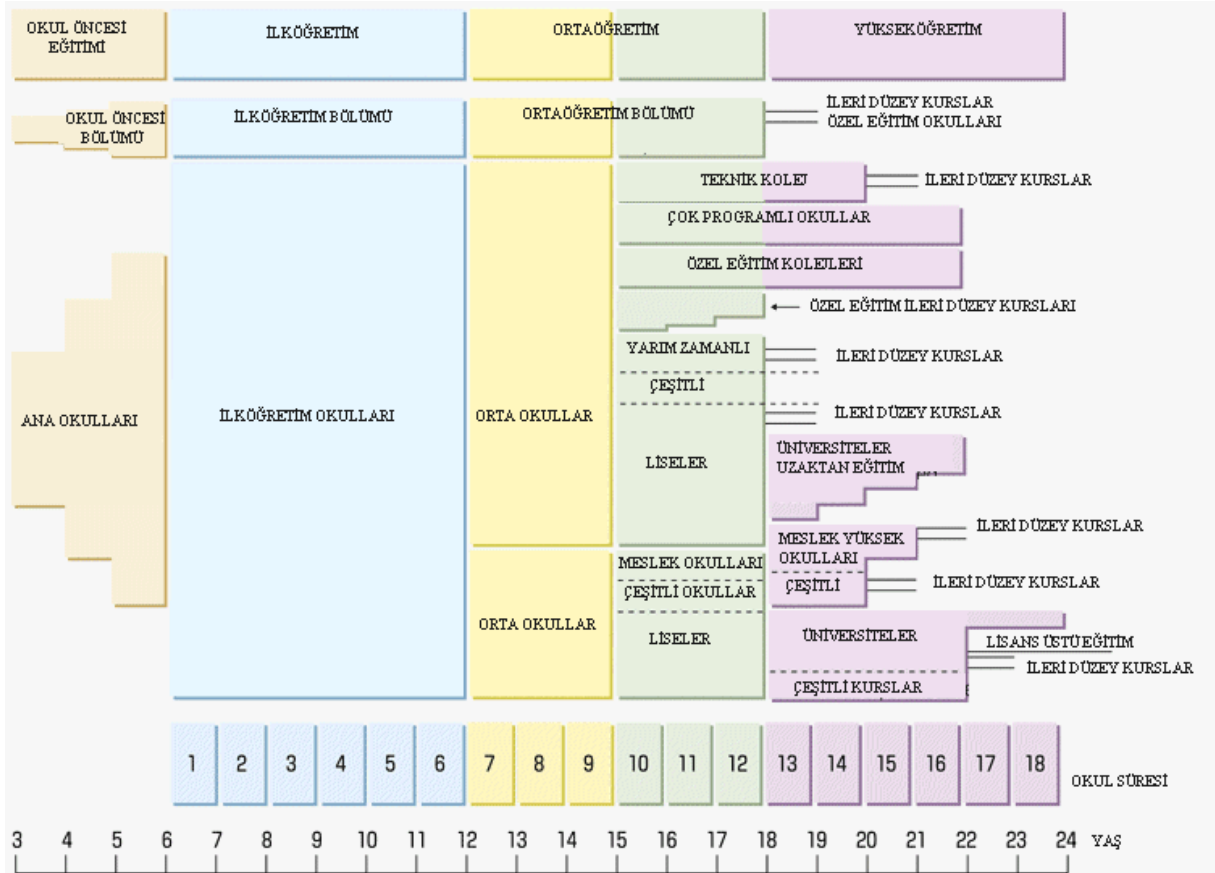 OKUL ÖNCESİ
EĞİTİMİ
İLKÖĞRETİM
ORTAÖĞRETİM
YÜKSEKÖĞRETİM
OKUL ÖNCESİ
BÖLÜMÜ
İLKÖĞRETİM BÖLÜMÜ
ORTAÖĞRETİM BÖLÜMÜ
İLERİ DÜZEY KURSLAR
ÖZEL EĞİTİM OKULLARI
TEKNİK KOLEJ
İLERİ DÜZEY KURSLAR
ÇOK PROGRAMLI OKULLAR
ÖZEL EĞİTİM KOLEJLERİ
ÖZEL EĞİTİM İLERİ DÜZEY KURSLARI
YARIM ZAMANLI
İLERİ DÜZEY KURSLAR
ÇEŞİTLİ
ANA OKULLARI
İLKÖĞRETİM OKULLARI
ORTA OKULLAR
İLERİ DÜZEY KURSLAR
LİSELER
ÜNİVERSİTELER
UZAKTAN EĞİTİM
MESLEK YÜKSEK
OKULLARI
İLERİ DÜZEY KURSLAR
MESLEK OKULLARI
ÇEŞİTLİ OKULLAR
ÇEŞİTLİ
İLERİ DÜZEY KURSLAR
ORTA OKULLAR
LİSELER
ÜNİVERSİTELER
LİSANS ÜSTÜ EĞİTİM
İLERİ DÜZEY KURSLAR
ÇEŞİTLİ KURSLAR
1 2 3 4 5 6 7 8 9 10 11 12 13 14 15 16 17 18 OKUL SÜRESİ
3 4 5 6 7 8 9 10 11 12 13 14 15 16 17 18 19 20 21 22 23 24 YAŞ